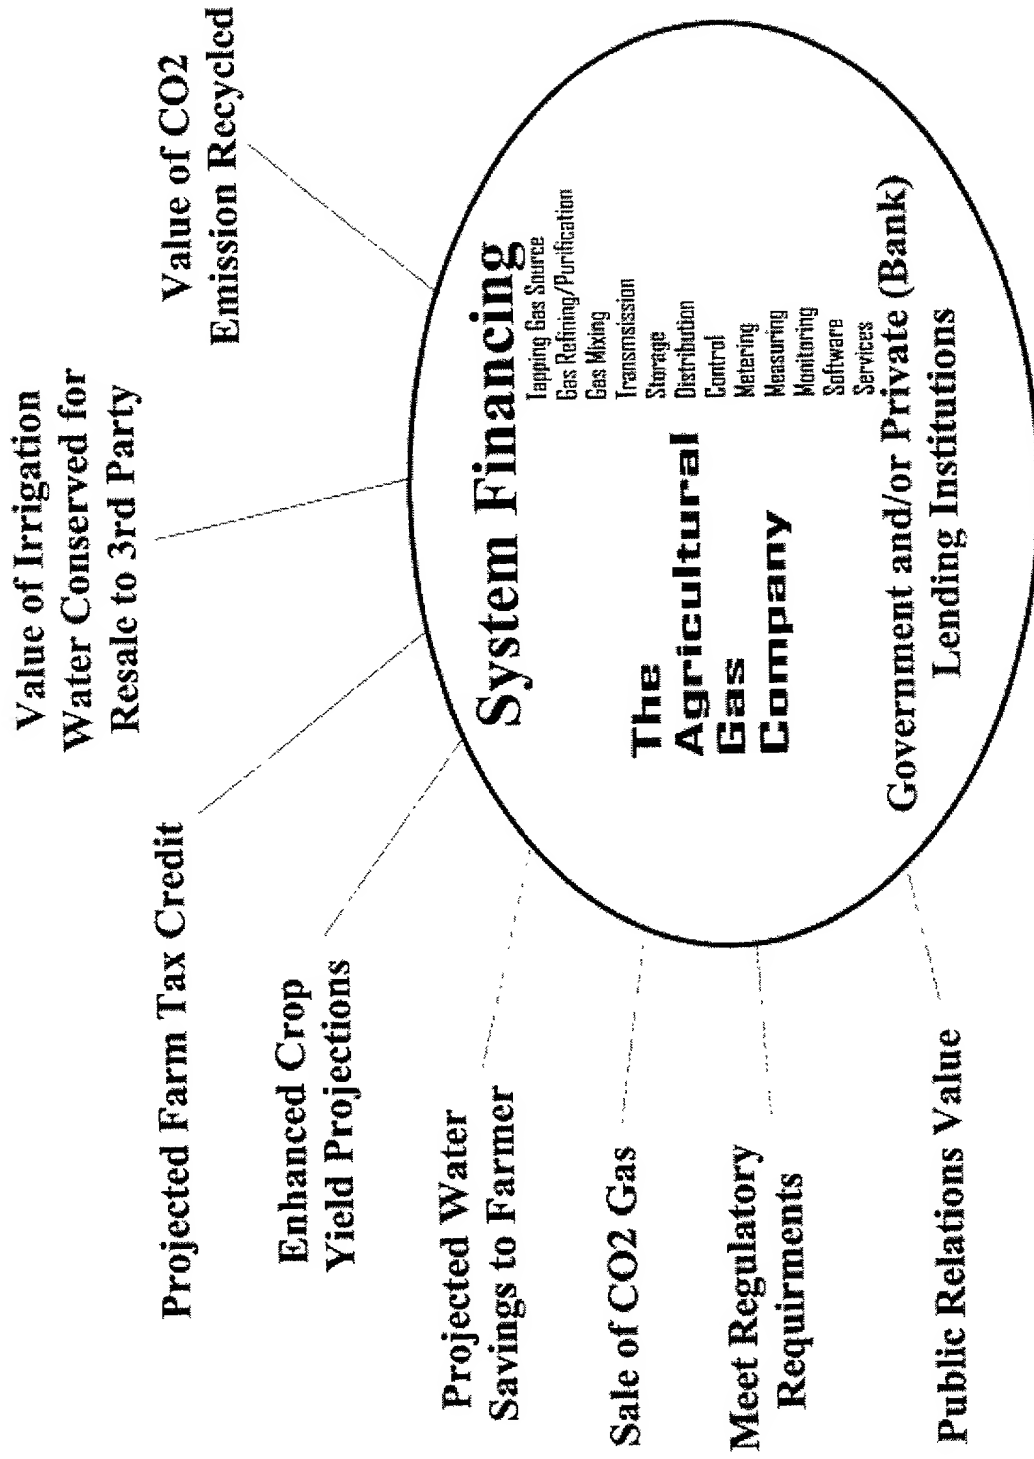 Value of Irrigation
Water Conserved for
Resale to 3rd Party
Value of CO2
Emission Recycled
Projected Farm Tax Credit
Enhanced Crop
Yield Projections
Projected Water
Savings to Farmer
Sale of CO2 Gas
Meet Regulatory
Requirments
Public Relations Value
System Financing
The
Agricultural
Gas
Company
Tapping Gas Source
Gas Refining/Purification
Gas Mixing
Transmsission
Storage
Distribution
Control
Metering
Measuring
Monitoring
Software
Services
Government and/or Private (Bank)
Lending Institutions